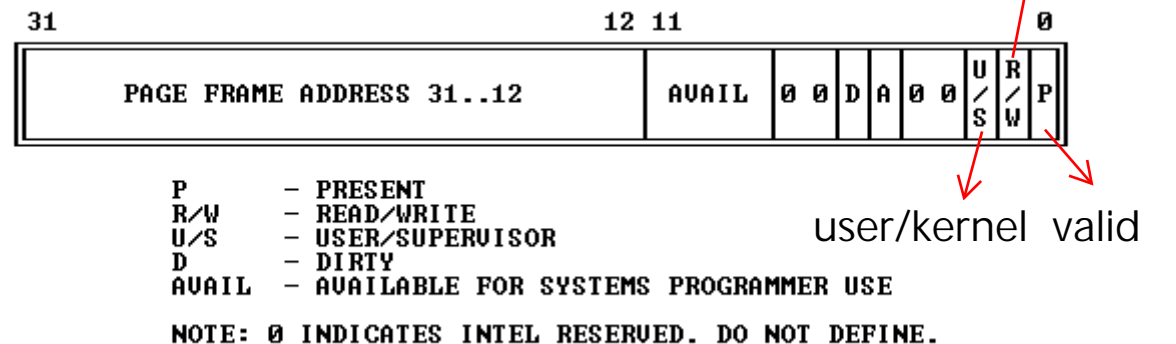 31 12 11 0
PAGE FRAME ADDRESS 31..12 AVAIL 0 0 D A 0 0 U/S R/W P
user/kernel valid
P - PRESENT
R/W - READ/WRITE
U/S - USER/SUPERVISOR
D - DIRTY
AVAIL - AVAILABLE FOR SYSTEMS PROGRAMMER USE
NOTE: 0 INDICATES INTEL RESERVED. DO NOT DEFINE.